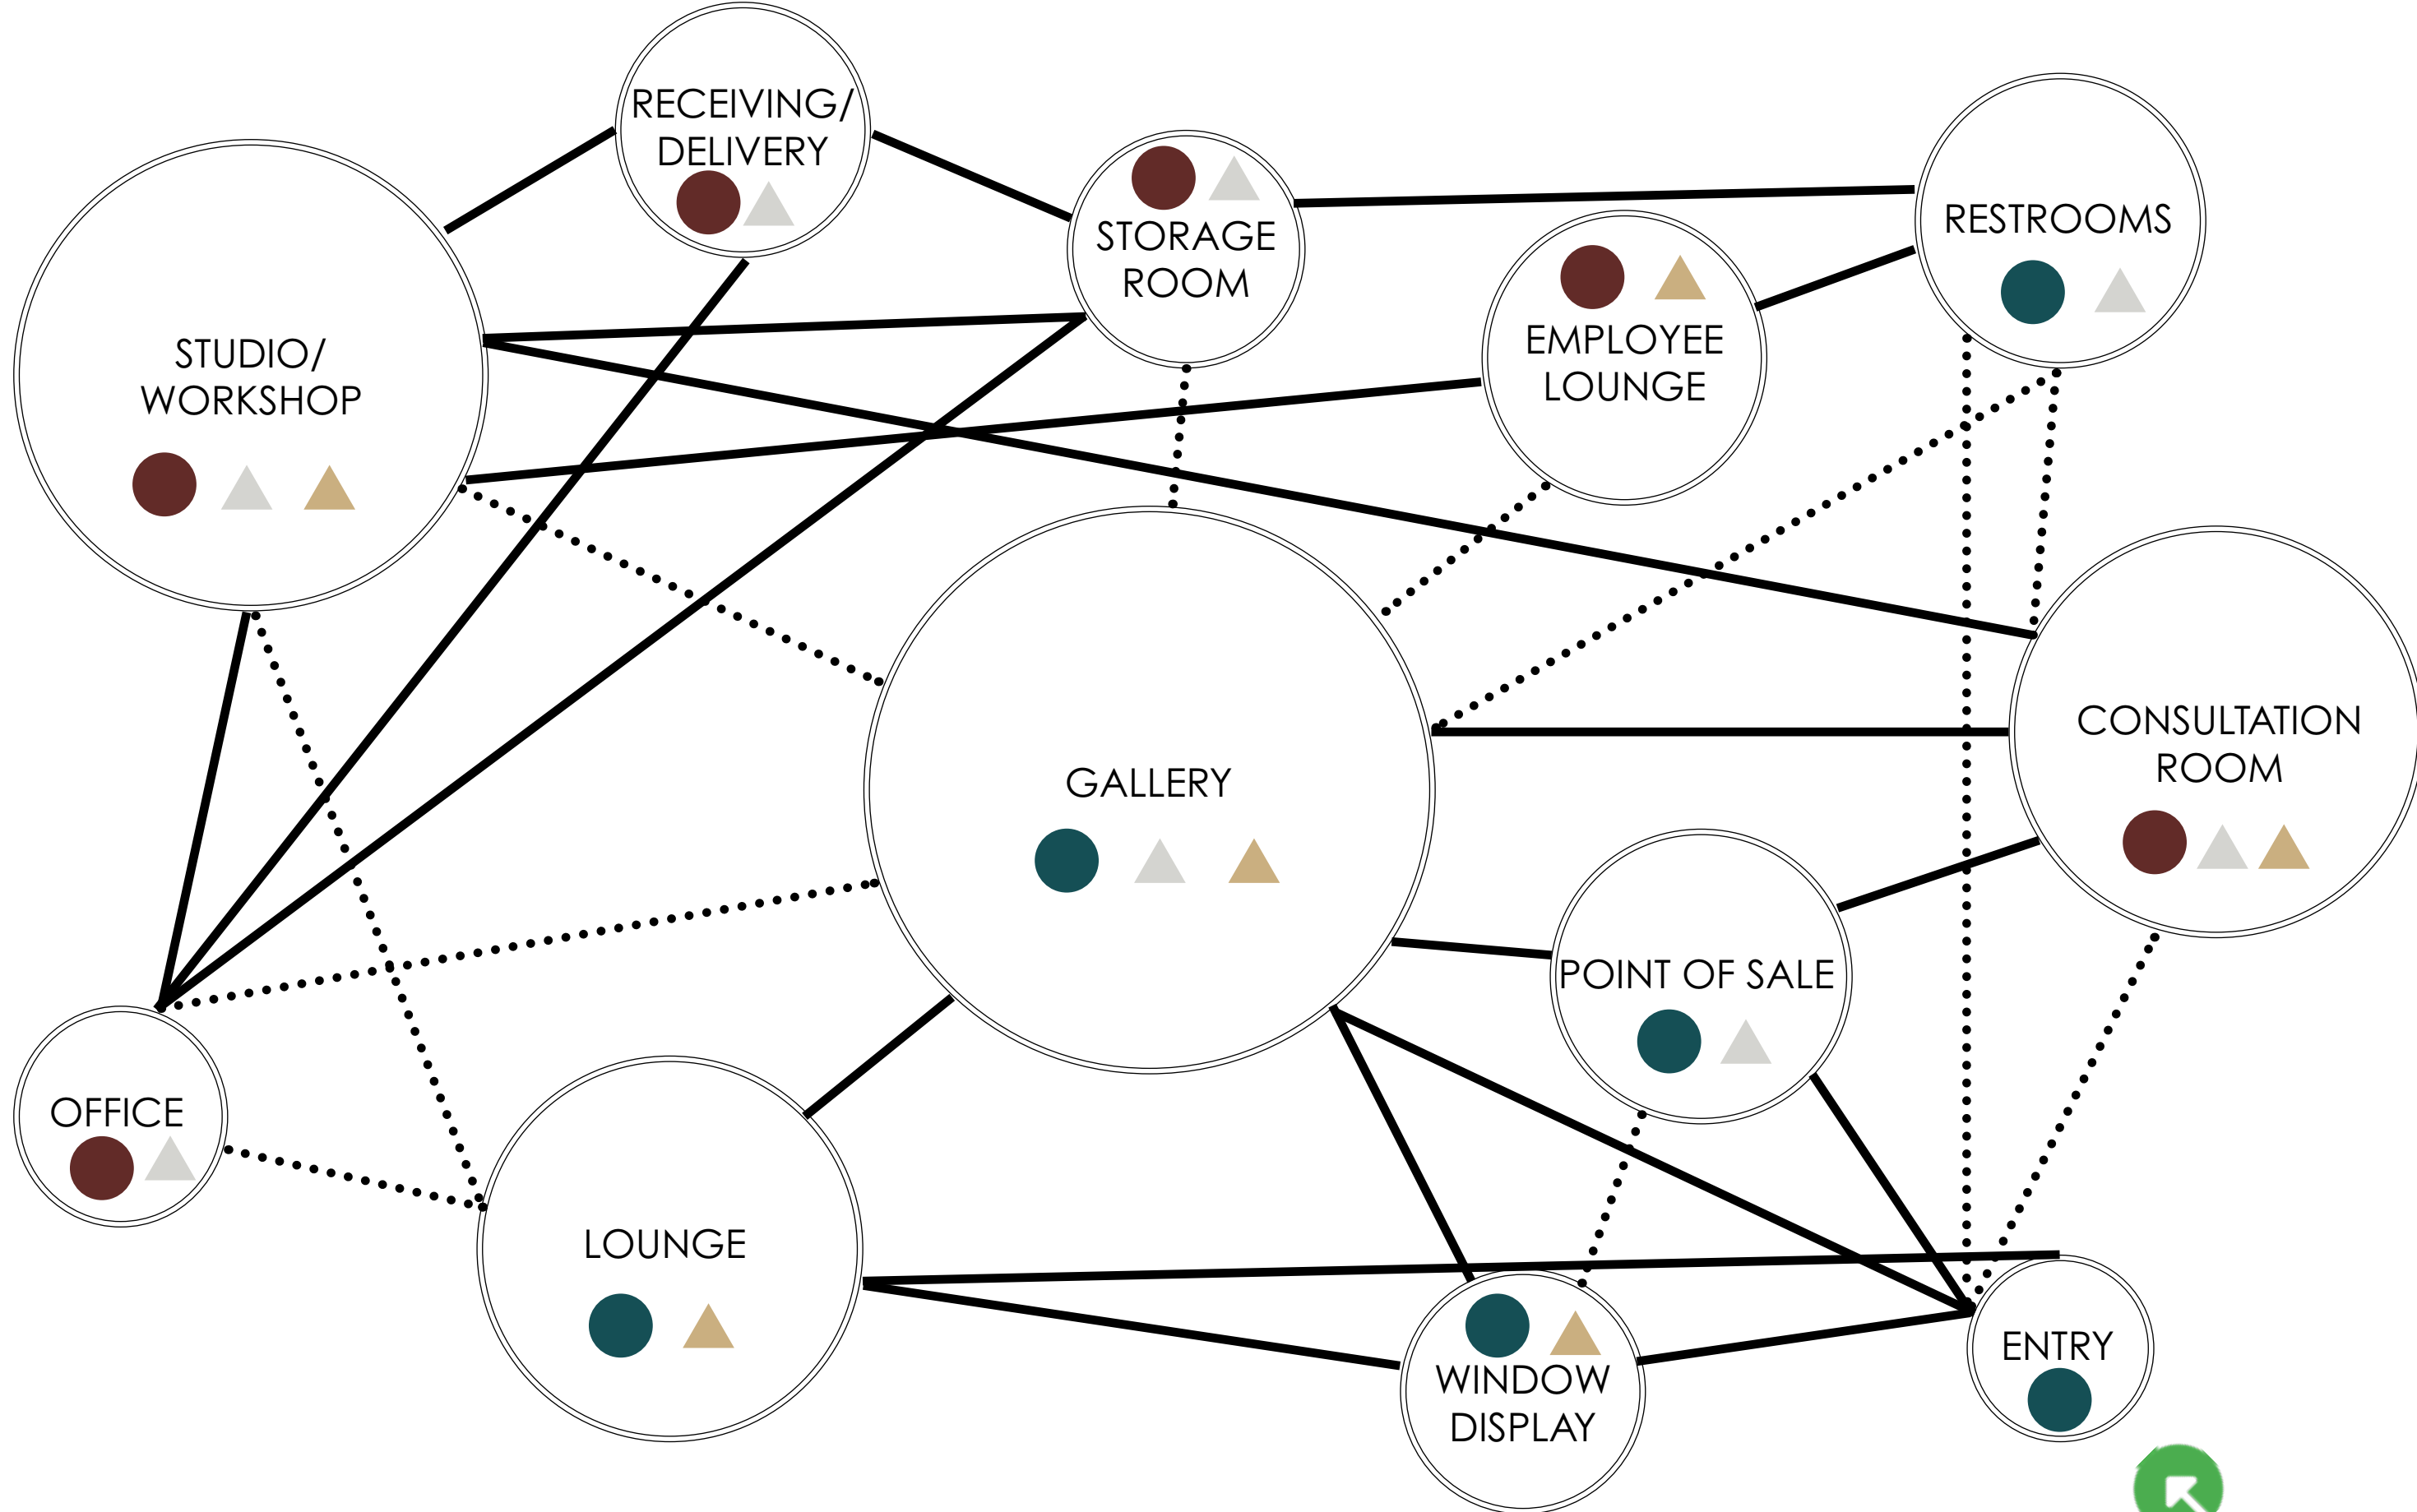 RECEIVING/
DELIVERY
STORAGE
ROOM
RESTROOMS
STUDIO/
WORKSHOP
EMPLOYEE
LOUNGE
GALLERY
CONSULTATION
ROOM
POINT OF SALE
OFFICE
LOUNGE
WINDOW
DISPLAY
ENTRY